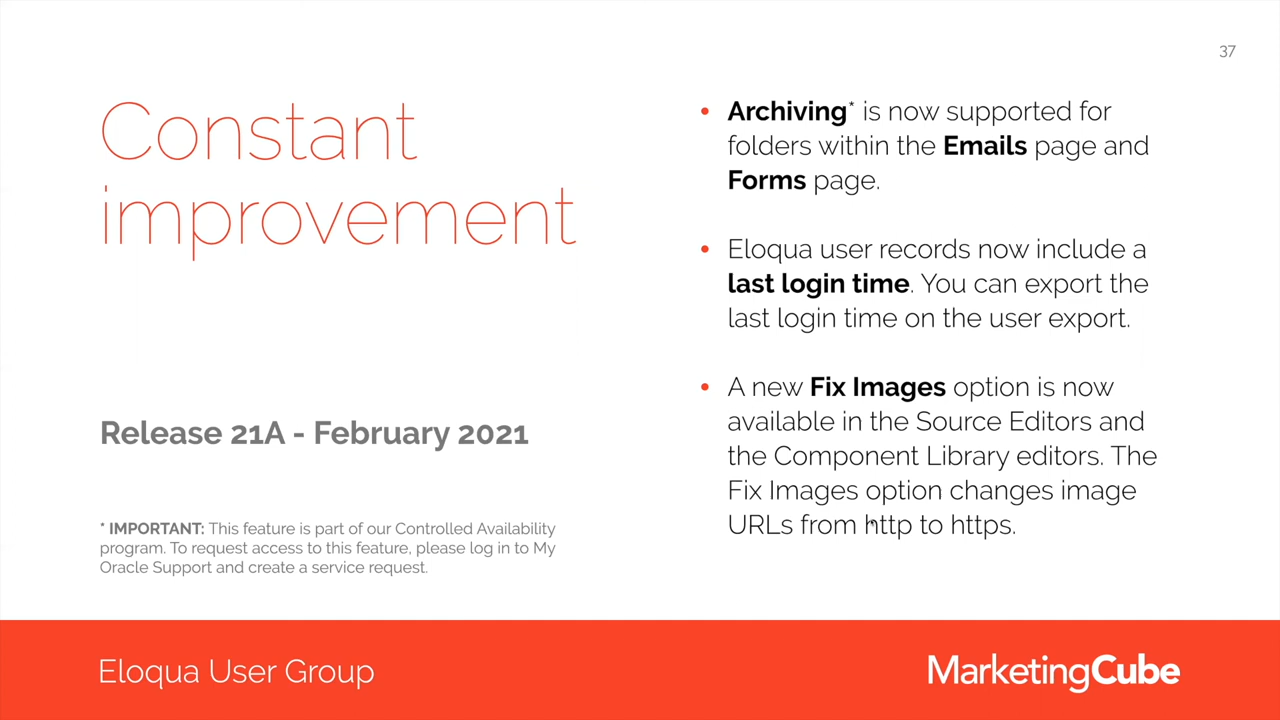 37
Constant
improvement
Release 21A - February 2021
* IMPORTANT: This feature is part of our Controlled Availability
program. To request access to this feature, please log in to My
Oracle Support and create a service request.
• Archiving* is now supported for
folders within the Emails page and
Forms page.
• Eloqua user records now include a
last login time. You can export the
last login time on the user export.
• A new Fix Images option is now
available in the Source Editors and
the Component Library editors. The
Fix Images option changes image
URLs from http to https.
Eloqua User Group
MarketingCube